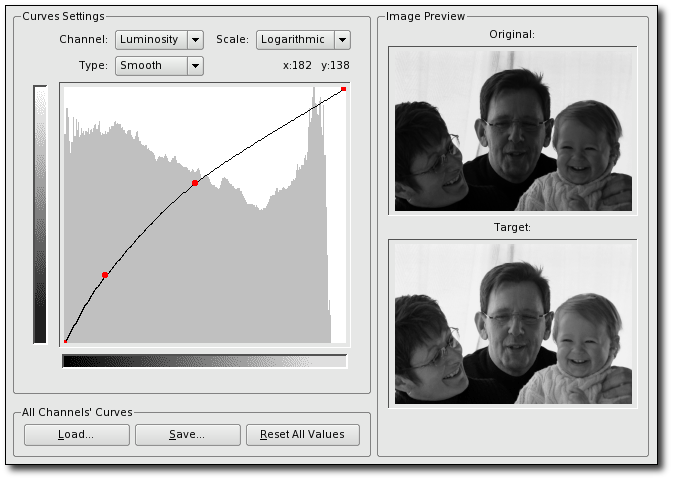 Curves Settings
Channel: Luminosity Scale: Logarithmic
Type: Smooth x:182 y:138
All Channels' Curves
Load... Save... Reset All Values
Image Preview
Original:
Target: